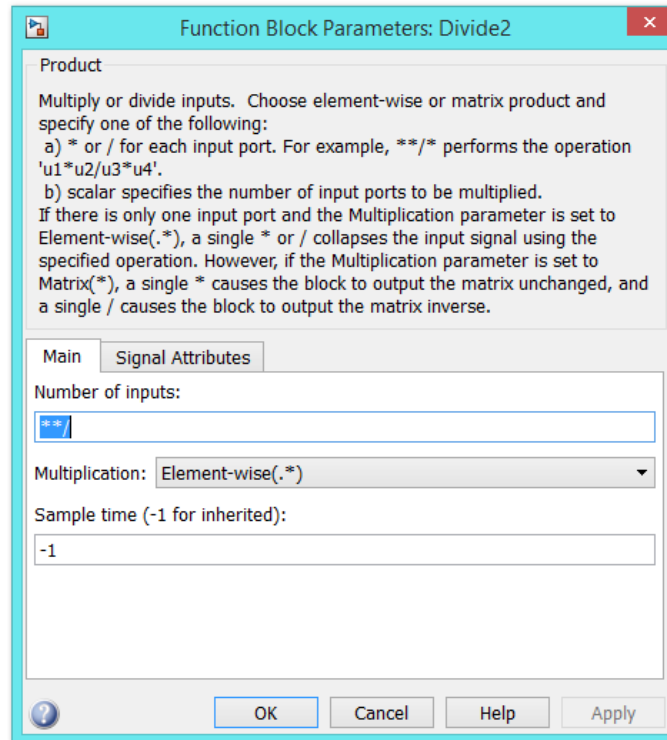 Function Block Parameters: Divide2
Product
Multiply or divide inputs.  Choose element-wise or matrix product and
specify one of the following:
a) * or / for each input port. For example, **/* performs the operation
'u1*u2/u3*u4'.
b) scalar specifies the number of input ports to be multiplied.
If there is only one input port and the Multiplication parameter is set to
Element-wise(.*), a single * or / collapses the input signal using the
specified operation. However, if the Multiplication parameter is set to
Matrix(*), a single * causes the block to output the matrix unchanged, and
a single / causes the block to output the matrix inverse.
Main Signal Attributes
Number of inputs:
**/
Multiplication: Element-wise(.*)
Sample time (-1 for inherited):
-1
OK Cancel Help Apply